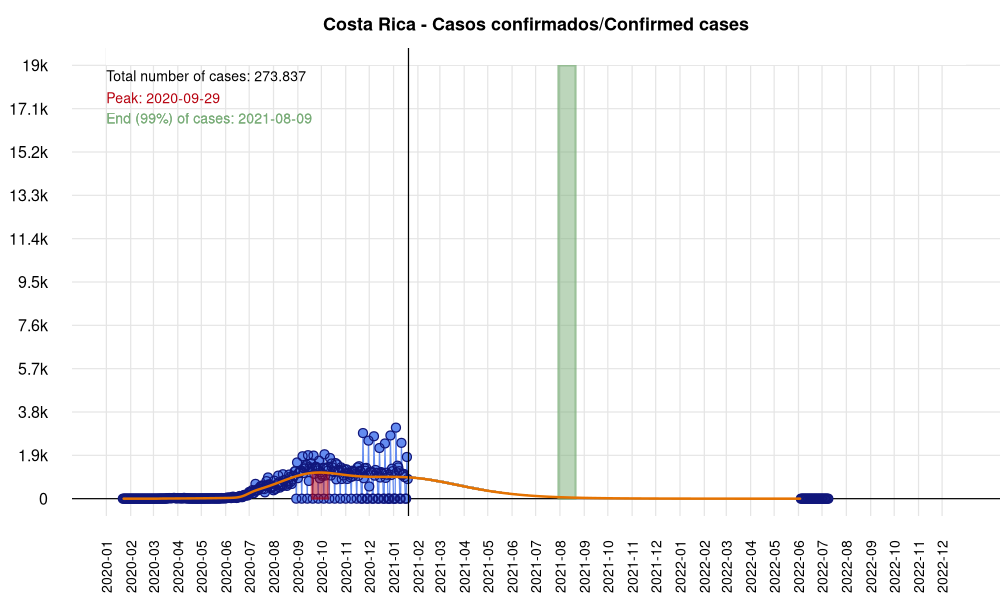 Costa Rica - Casos confirmados/Confirmed cases
Total number of cases: 273.837
Peak: 2020-09-29
End (99%) of cases: 2021-08-09
19k
17.1k
15.2k
13.3k
11.4k
9.5k
7.6k
5.7k
3.8k
1.9k
0
2020-01
2020-02
2020-03
2020-04
2020-05
2020-06
2020-07
2020-08
2020-09
2020-10
2020-11
2020-12
2021-01
2021-02
2021-03
2021-04
2021-05
2021-06
2021-07
2021-08
2021-09
2021-10
2021-11
2021-12
2022-01
2022-02
2022-03
2022-04
2022-05
2022-06
2022-07
2022-08
2022-09
2022-10
2022-11
2022-12